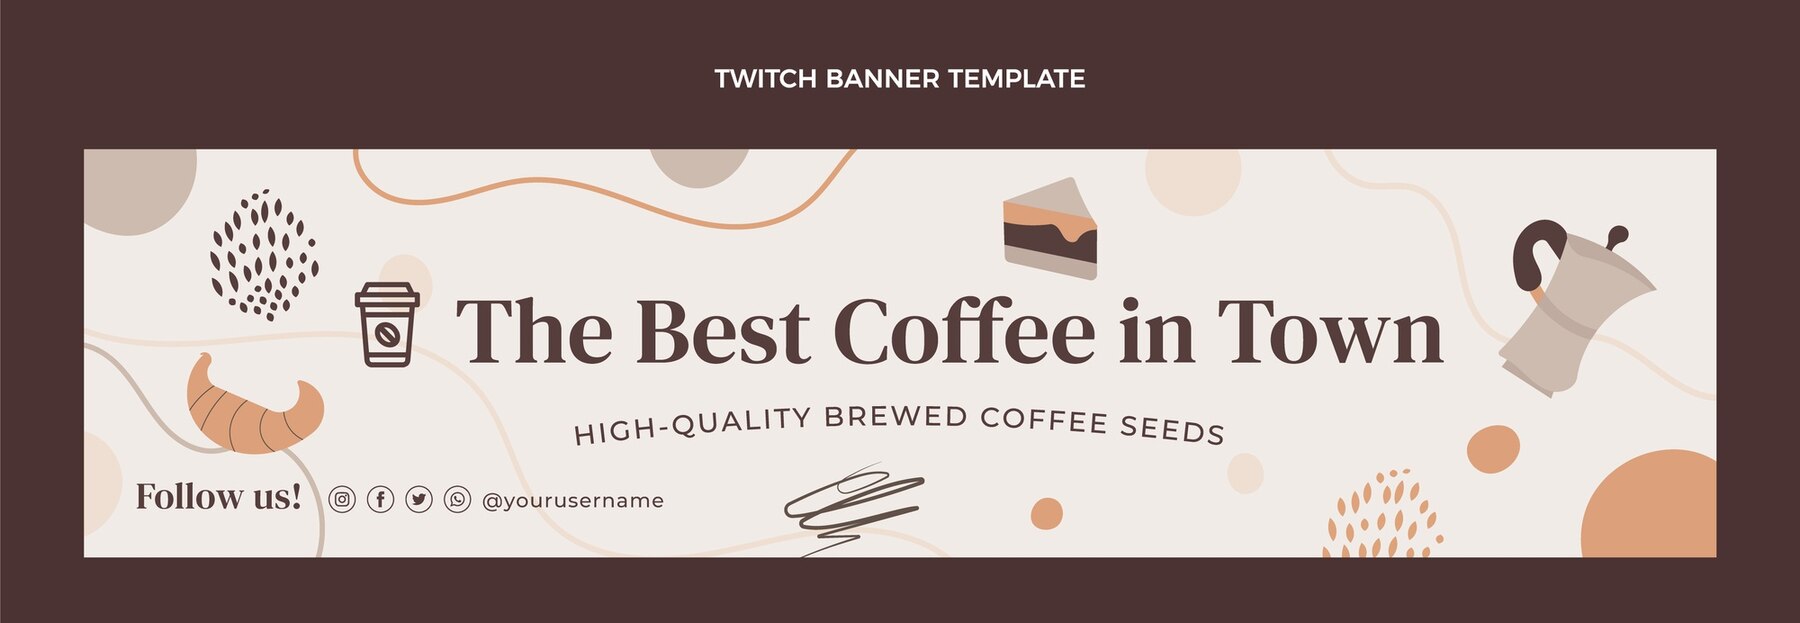 TWITCH BANNER TEMPLATE
The Best Coffee in Town
HIGH-QUALITY BREWED COFFEE SEEDS
Follow us! @yourusername